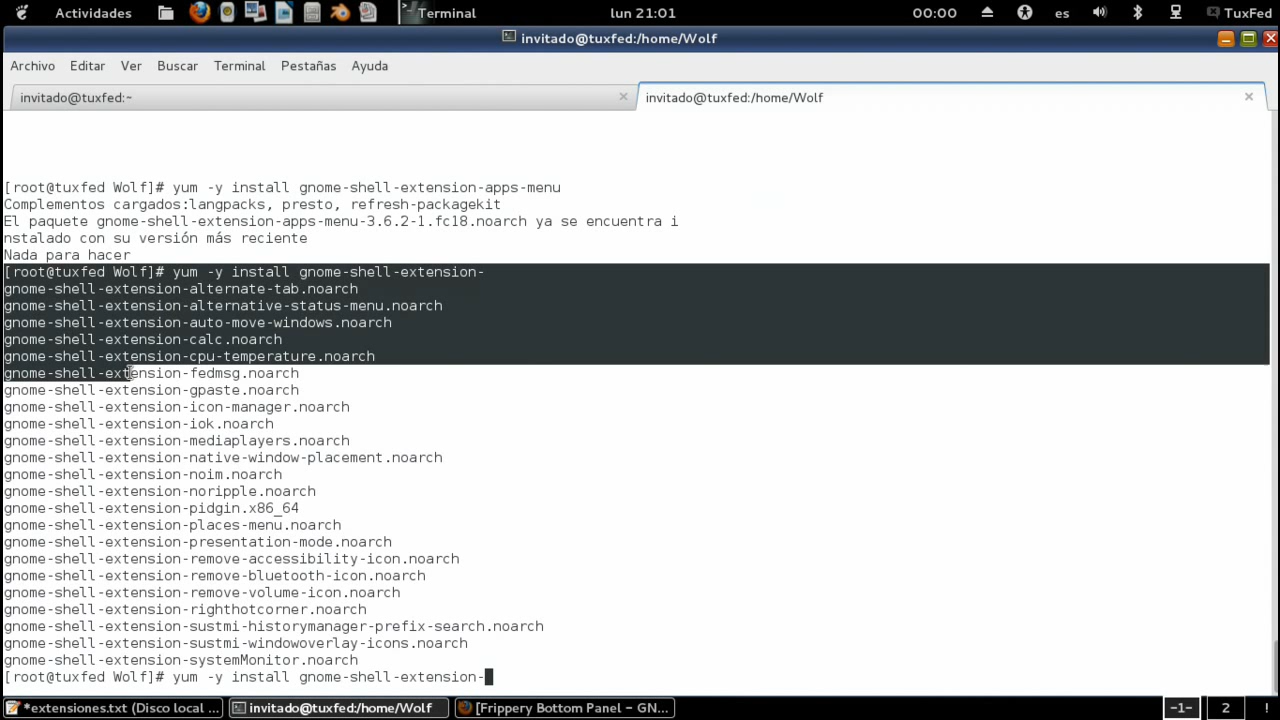 Actividades
Terminal
lun 21:01
00:00
es
TuxFed
invitado@tuxfed:/home/Wolf
Archivo Editar Ver Buscar Terminal Pestañas Ayuda
invitado@tuxfed:~
invitado@tuxfed:/home/Wolf
[root@tuxfed Wolf]# yum -y install gnome-shell-extension-apps-menu
Complementos cargados:langpacks, presto, refresh-packagekit
El paquete gnome-shell-extension-apps-menu-3.6.2-1.fc18.noarch ya se encuentra i
nstalado con su versión más reciente
Nada para hacer
[root@tuxfed Wolf]# yum -y install gnome-shell-extension-
gnome-shell-extension-alternate-tab.noarch
gnome-shell-extension-alternative-status-menu.noarch
gnome-shell-extension-auto-move-windows.noarch
gnome-shell-extension-calc.noarch
gnome-shell-extension-cpu-temperature.noarch
gnome-shell-extension-fedmsg.noarch
gnome-shell-extension-gpaste.noarch
gnome-shell-extension-icon-manager.noarch
gnome-shell-extension-iok.noarch
gnome-shell-extension-mediaplayers.noarch
gnome-shell-extension-native-window-placement.noarch
gnome-shell-extension-noim.noarch
gnome-shell-extension-noripple.noarch
gnome-shell-extension-pidgin.x86_64
gnome-shell-extension-places-menu.noarch
gnome-shell-extension-presentation-mode.noarch
gnome-shell-extension-remove-accessibility-icon.noarch
gnome-shell-extension-remove-bluetooth-icon.noarch
gnome-shell-extension-remove-volume-icon.noarch
gnome-shell-extension-righthotcorner.noarch
gnome-shell-extension-sustmi-historymanager-prefix-search.noarch
gnome-shell-extension-sustmi-windowoverlay-icons.noarch
gnome-shell-extension-systemMonitor.noarch
[root@tuxfed Wolf]# yum -y install gnome-shell-extension-
*extensiones.txt (Disco local ...
invitado@tuxfed:/home/Wolf
[Frippery Bottom Panel – GN...
-1-
2
!